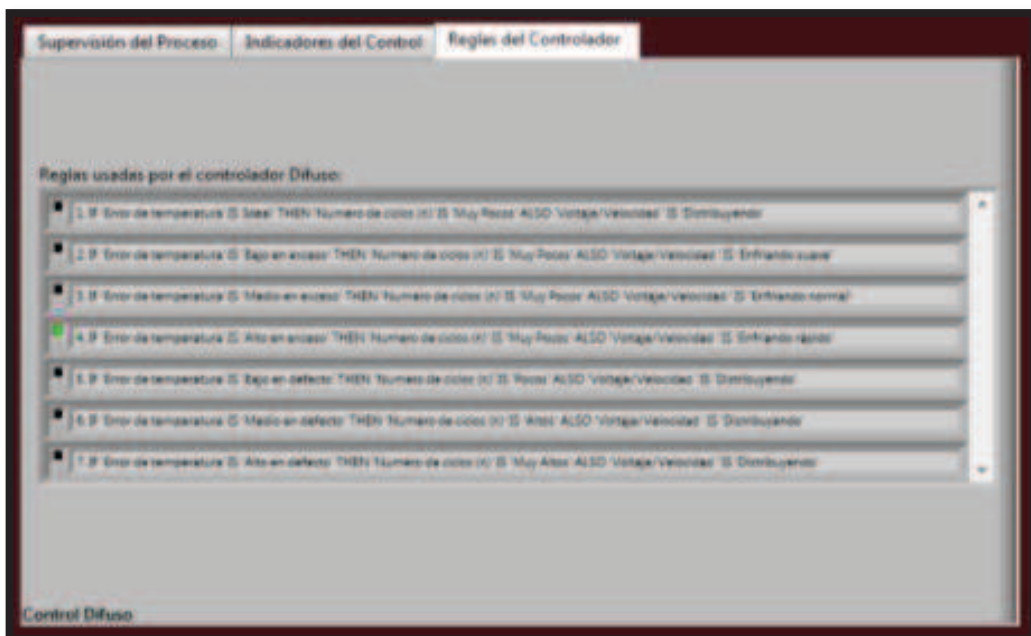 Supervisión del Proceso
Indicadores del Control
Reglas del Controlador
Reglas usadas por el controlador Difuso:
1. IF 'Error de temperatura' IS 'Ideal' THEN 'Numero de ciclos (n)' IS 'Muy Pocos' ALSO 'Voltaje/Velocidad' IS 'Distribuyendo'
2. IF 'Error de temperatura' IS 'Bajo en exceso' THEN 'Numero de ciclos (n)' IS 'Muy Pocos' ALSO 'Voltaje/Velocidad' IS 'Enfriando suave'
3. IF 'Error de temperatura' IS 'Medio en exceso' THEN 'Numero de ciclos (n)' IS 'Muy Pocos' ALSO 'Voltaje/Velocidad' IS 'Enfriando normal'
4. IF 'Error de temperatura' IS 'Alto en exceso' THEN 'Numero de ciclos (n)' IS 'Muy Pocos' ALSO 'Voltaje/Velocidad' IS 'Enfriando rápido'
5. IF 'Error de temperatura' IS 'Bajo en defecto' THEN 'Numero de ciclos (n)' IS 'Pocos' ALSO 'Voltaje/Velocidad' IS 'Distribuyendo'
6. IF 'Error de temperatura' IS 'Medio en defecto' THEN 'Numero de ciclos (n)' IS 'Altos' ALSO 'Voltaje/Velocidad' IS 'Distribuyendo'
7. IF 'Error de temperatura' IS 'Alto en defecto' THEN 'Numero de ciclos (n)' IS 'Muy Altos' ALSO 'Voltaje/Velocidad' IS 'Distribuyendo'
Control Difuso